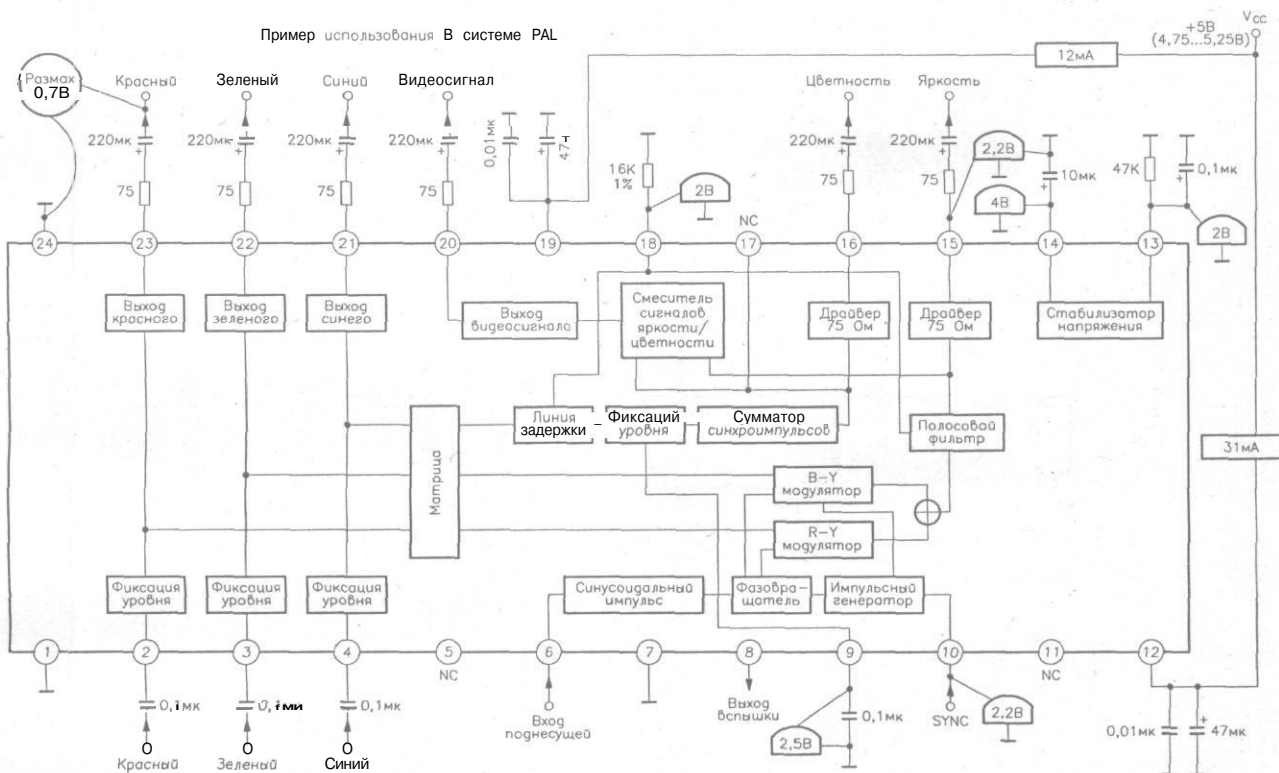 Пример использования В системе PAL
VCC
+5В
(4,75...5,25В)
12мА
Размах
0,7В
Красный
Зеленый
Синий
Видеосигнал
Цветность
Яркость
220мк
+
220мк
+
220мк
+
220мк
+
0,01мк
47
+
220мк
+
220мк
+
2,2В
10мк
+
47К
0,1мк
+
75
75
75
75
16К
1%
2В
75
75
4В
2В
NC
24
23
22
21
20
19
18
17
16
15
14
13
Выход
красного
Выход
зеленого
Выход
синего
Выход
видеосигнала
Смеситель
сигналов
яркости/
цветности
Драйвер
75 Ом
Драйвер
75 Ом
Стабилизатор
напряжения
Матрица
Линия
задержки
Фиксаций
уровня
Сумматор
синхроимпульсов
Полосовой
фильтр
31мА
B-Y
модулятор
R-Y
модулятор
Фиксация
уровня
Фиксация
уровня
Фиксация
уровня
Синусоидальный
импульс
Фазовра-
щатель
Импульсный
генератор
1
2
3
4
5
6
7
8
9
10
11
12
NC
NC
0,1мк
0,1ми
0,1мк
Вход
поднесущей
Выход
вспышки
2,5В
0,1мк
SYNC
2,2В
0,01мк
+
47мк
Красный
Зеленый
Синий